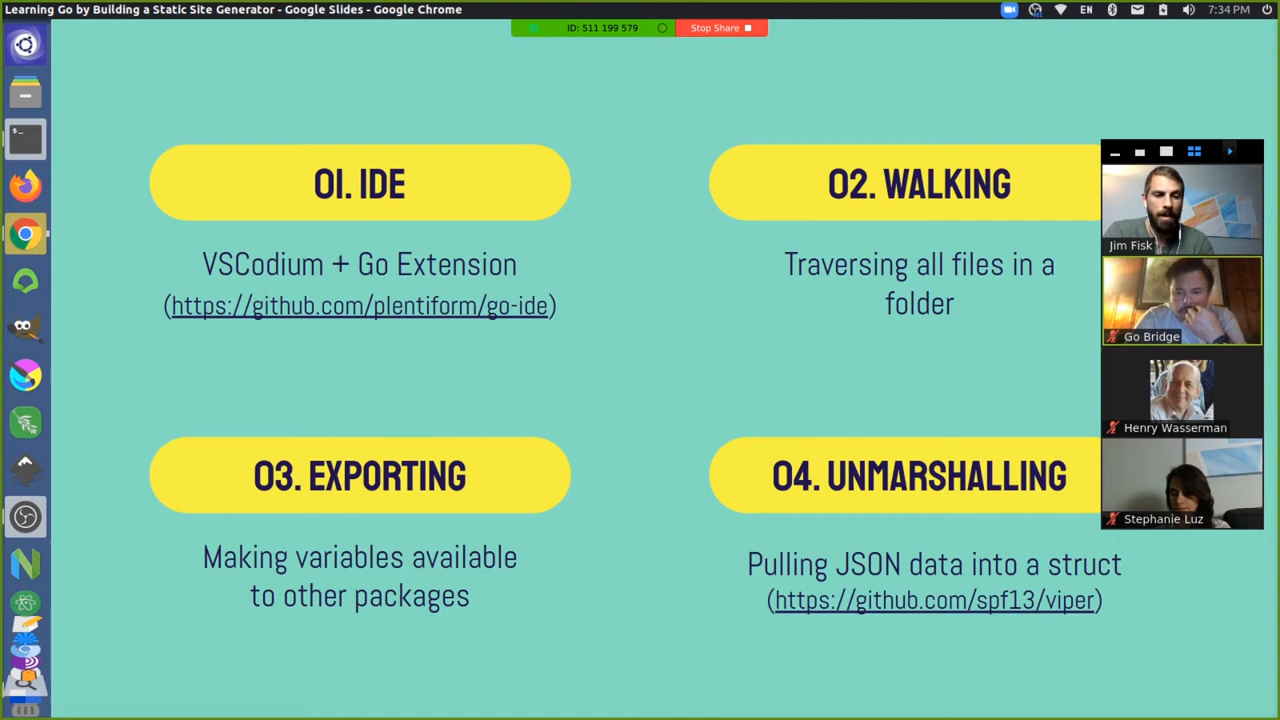 Learning Go by Building a Static Site Generator - Google Slides - Google Chrome
EN
7:34 PM
ID: 511 199 579
Stop Share
01. IDE
VSCodium + Go Extension
(https://github.com/plentiform/go-ide)
02. WALKING
Traversing all files in a
folder
03. EXPORTING
Making variables available
to other packages
04. UNMARSHALLING
Pulling JSON data into a struct
(https://github.com/spf13/viper)
Jim Fisk
Go Bridge
Henry Wasserman
Stephanie Luz